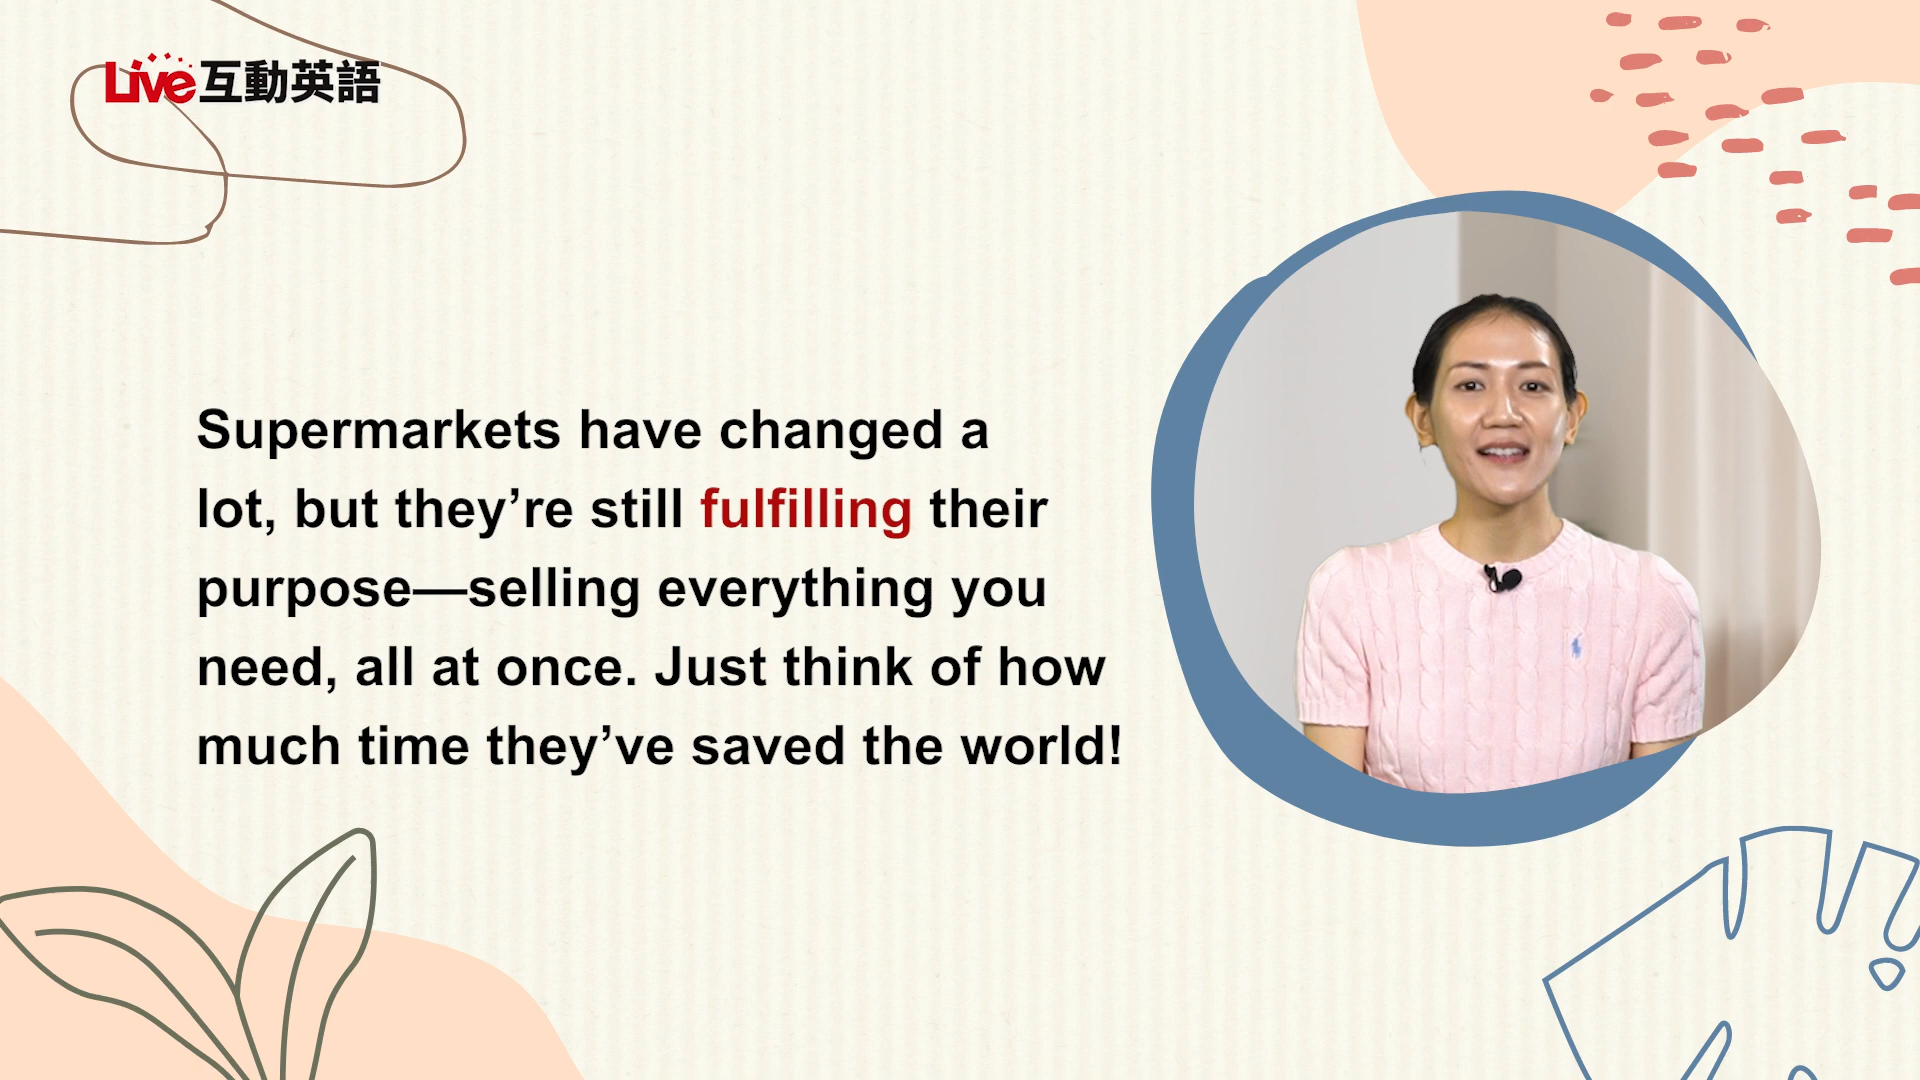 Live互動英語
Supermarkets have changed a
lot, but they’re still fulfilling their
purpose—selling everything you
need, all at once. Just think of how
much time they’ve saved the world!